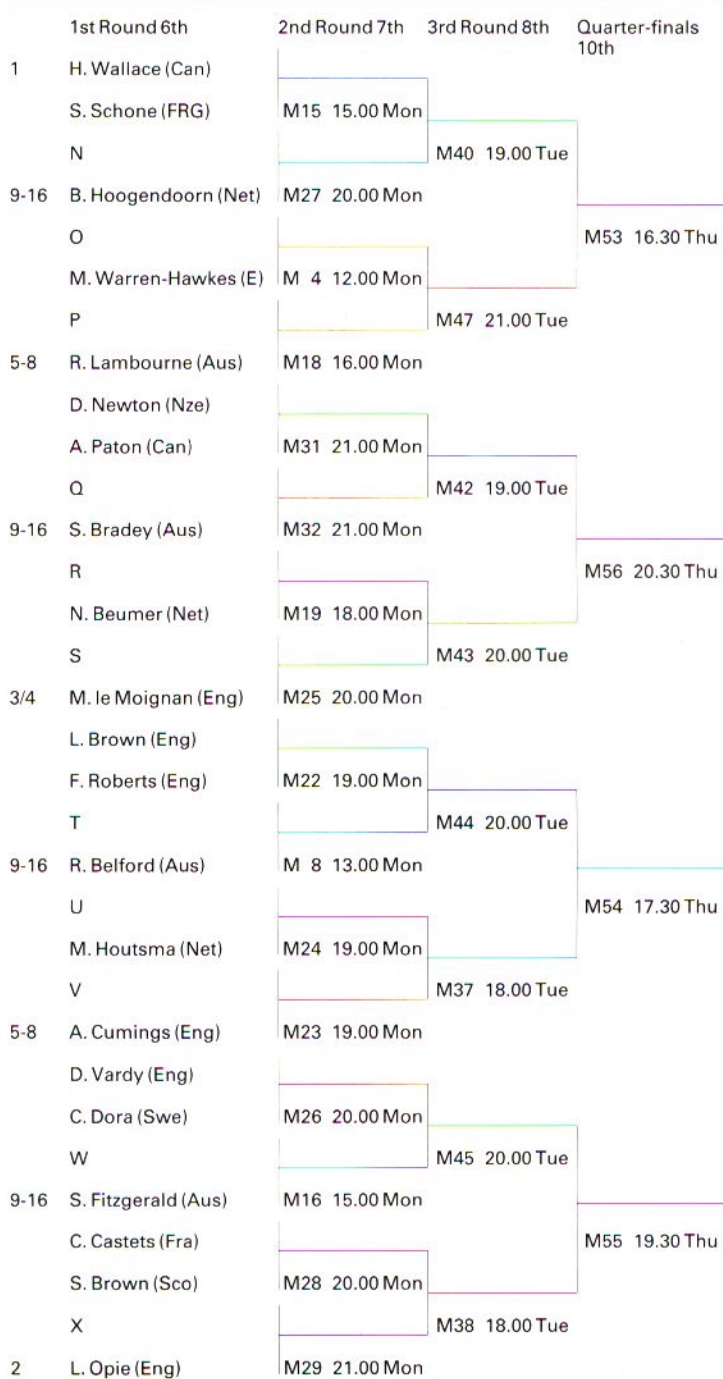 1st Round 6th 2nd Round 7th 3rd Round 8th Quarter-finals
10th
1 H. Wallace (Can)
S. Schone (FRG) M15 15.00 Mon
N M40 19.00 Tue
9-16 B. Hoogendoorn (Net) M27 20.00 Mon
O M53 16.30 Thu
M. Warren-Hawkes (E) M 4 12.00 Mon
P M47 21.00 Tue
5-8 R. Lambourne (Aus) M18 16.00 Mon
D. Newton (Nze)
A. Paton (Can) M31 21.00 Mon
Q M42 19.00 Tue
9-16 S. Bradey (Aus) M32 21.00 Mon
R M56 20.30 Thu
N. Beumer (Net) M19 18.00 Mon
S M43 20.00 Tue
3/4 M. le Moignan (Eng) M25 20.00 Mon
L. Brown (Eng)
F. Roberts (Eng) M22 19.00 Mon
T M44 20.00 Tue
9-16 R. Belford (Aus) M 8 13.00 Mon
U M54 17.30 Thu
M. Houtsma (Net) M24 19.00 Mon
V M37 18.00 Tue
5-8 A. Cumings (Eng) M23 19.00 Mon
D. Vardy (Eng)
C. Dora (Swe) M26 20.00 Mon
W M45 20.00 Tue
9-16 S. Fitzgerald (Aus) M16 15.00 Mon
C. Castets (Fra) M55 19.30 Thu
S. Brown (Sco) M28 20.00 Mon
X M38 18.00 Tue
2 L. Opie (Eng) M29 21.00 Mon